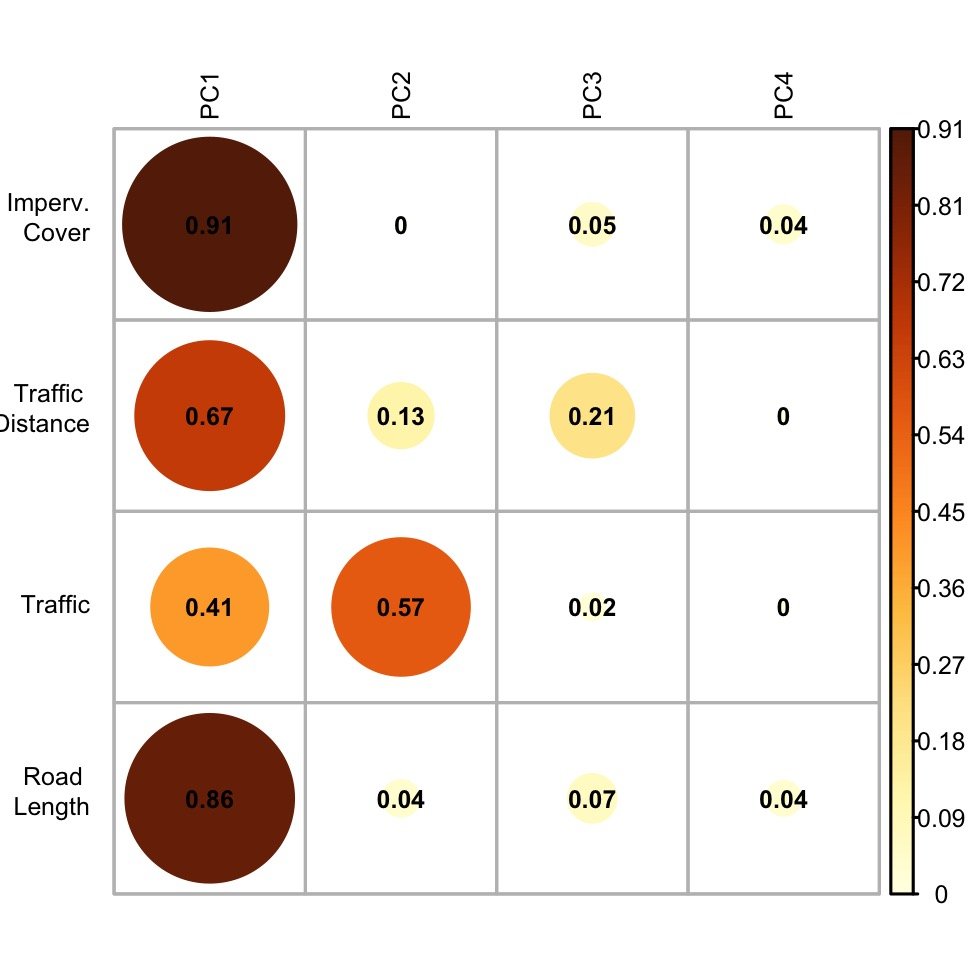 PC1 PC2 PC3 PC4
Imperv.
Cover
0.91 0 0.05 0.04
Traffic
Distance
0.67 0.13 0.21 0
Traffic
0.41 0.57 0.02 0
Road
Length
0.86 0.04 0.07 0.04
0.91
0.81
0.72
0.63
0.54
0.45
0.36
0.27
0.18
0.09
0